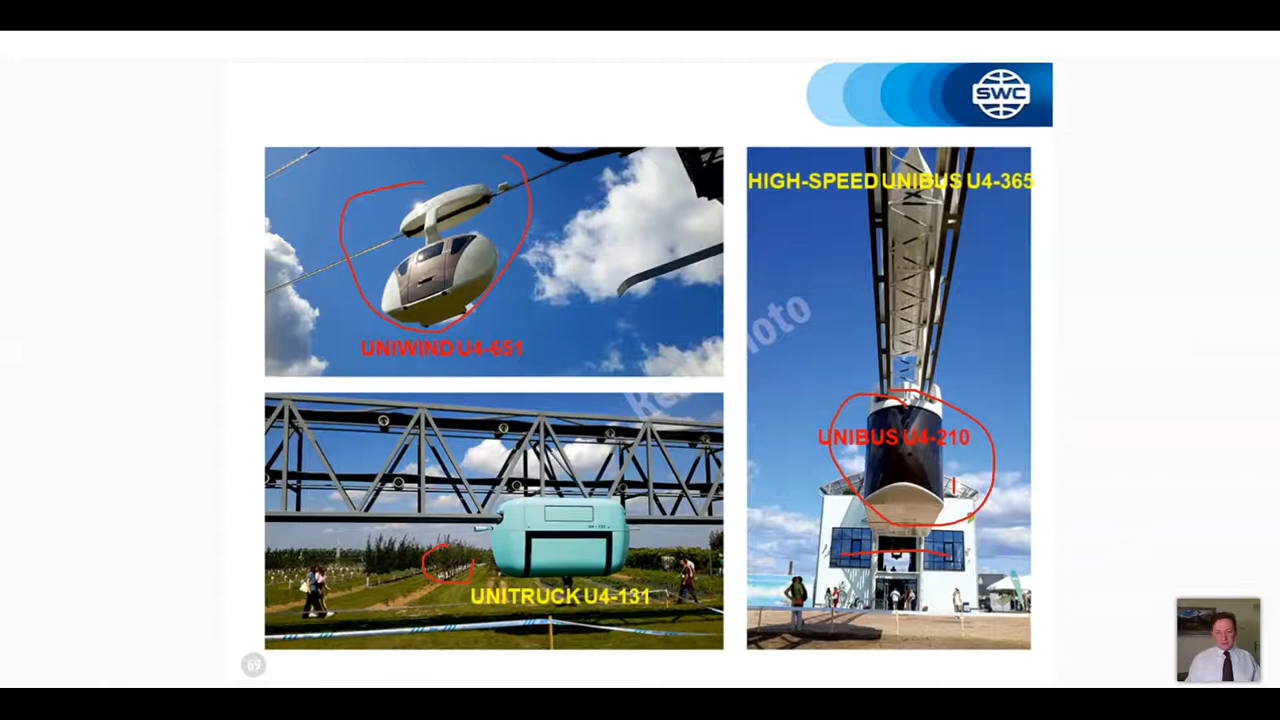 SWC
HIGH-SPEED UNIBUS U4-365
UNIWIND U4-651
UNIBUS U4-210
UNITRUCK U4-131
69